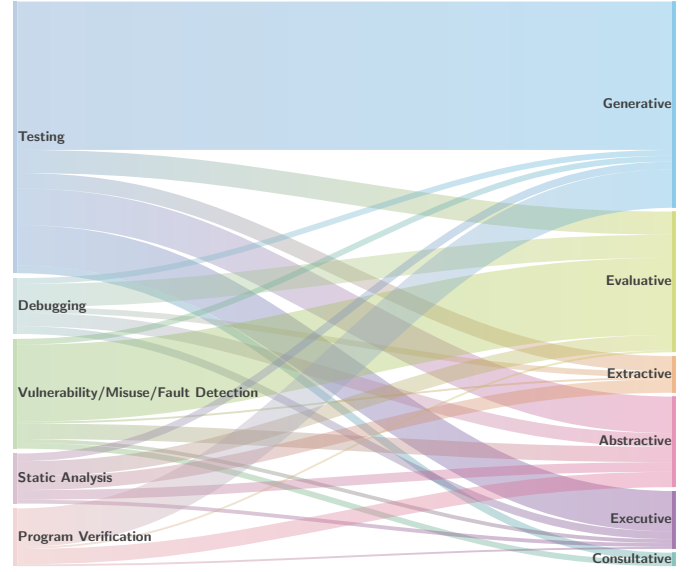 Testing
Debugging
Vulnerability/Misuse/Fault Detection
Static Analysis
Program Verification
Generative
Evaluative
Extractive
Abstractive
Executive
Consultative